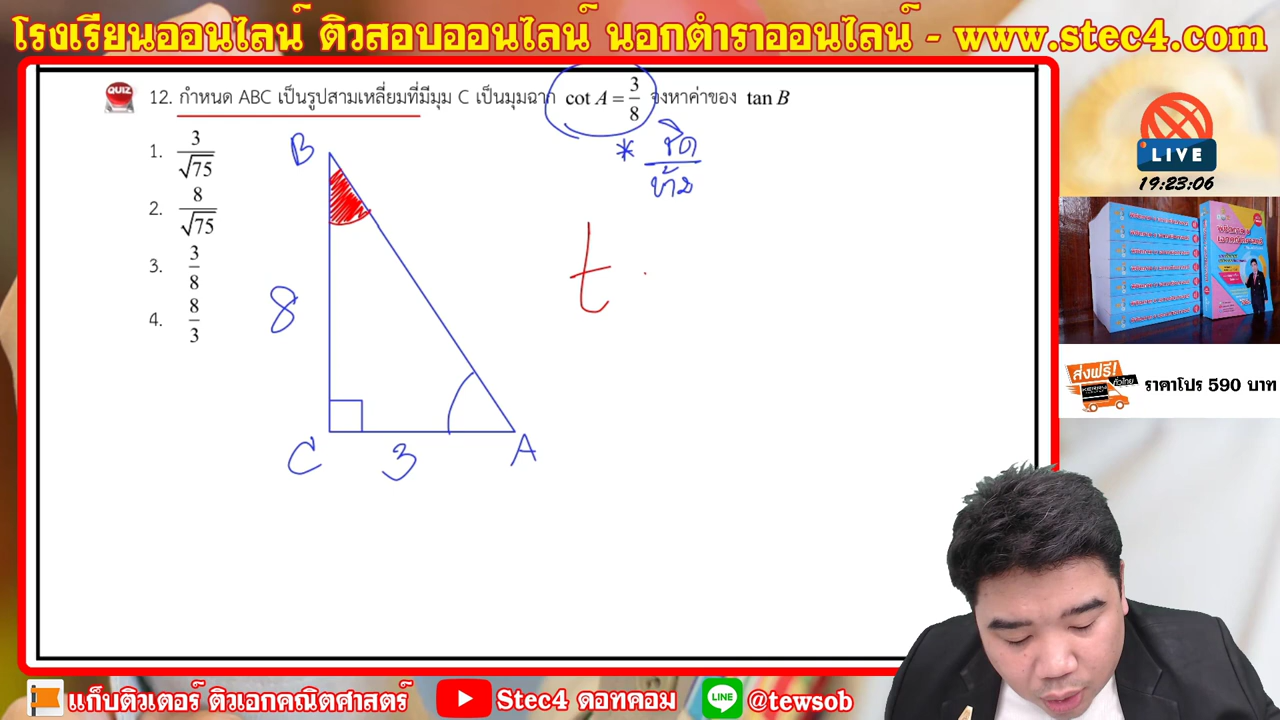 โรงเรียนออนไลน์ ติวสอบออนไลน์ นอกตำราออนไลน์ - www.stec4.com
QUIZ
12. กำหนด ABC เป็นรูปสามเหลี่ยมที่มีมุม C เป็นมุมฉาก cot A = 3/8 จงหาค่าของ tan B
* ชิด
ข้าม
1. 3/√75
2. 8/√75
3. 3/8
4. 8/3
B
8
C
3
A
t
LIVE
19:23:06
ส่งฟรี!
ทั่วไทย
ราคาโปร 590 บาท
แก๊บติวเตอร์ ติวเอกคณิตศาสตร์
Stec4 ดอทคอม
LINE
@tewsob